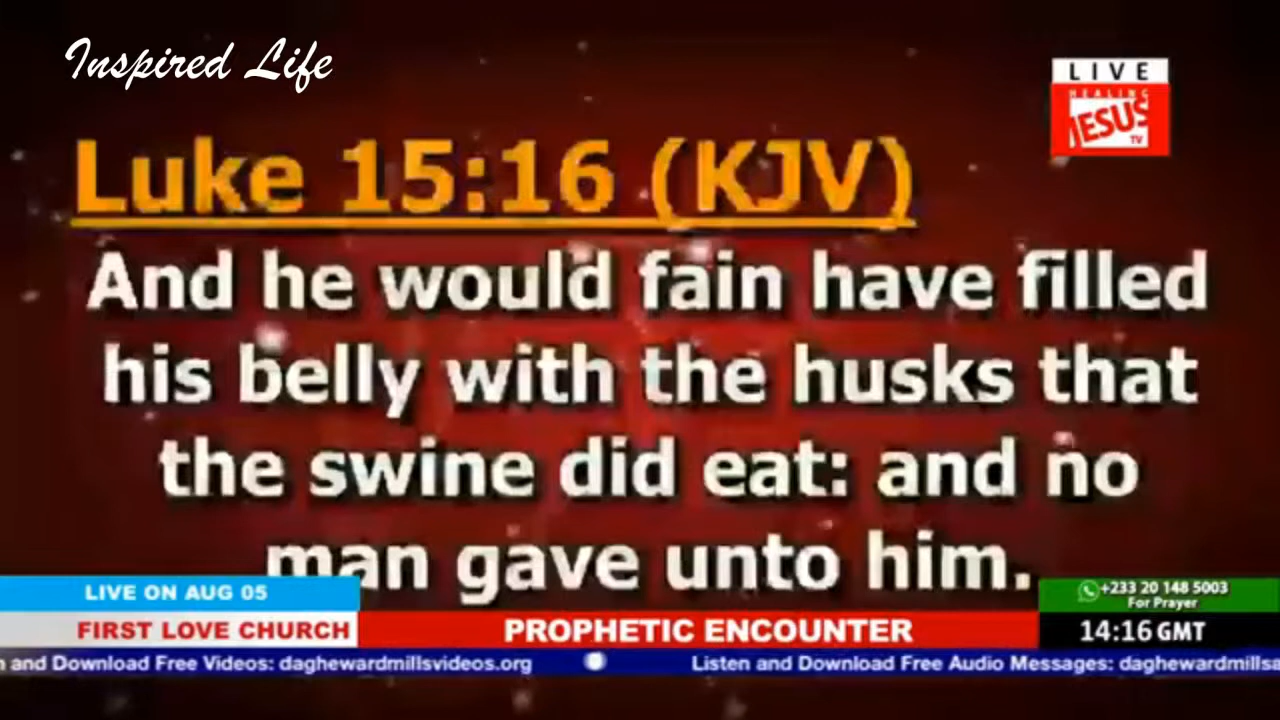 Inspired Life
LIVE
HEALING
JESUS
TV
Luke 15:16 (KJV)
And he would fain have filled
his belly with the husks that
the swine did eat: and no
man gave unto him.
LIVE ON AUG 05
+233 20 148 5003
For Prayer
FIRST LOVE CHURCH
PROPHETIC ENCOUNTER
14:16 GMT
and Download Free Videos: daghewardmillsvideos.org
Listen and Download Free Audio Messages: